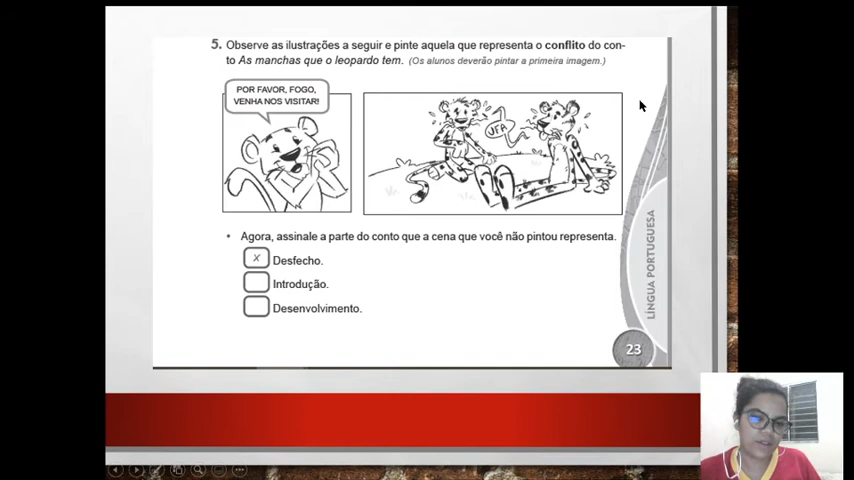 5. Observe as ilustrações a seguir e pinte aquela que representa o conflito do con-
to As manchas que o leopardo tem. (Os alunos deverão pintar a primeira imagem.)
POR FAVOR, FOGO,
VENHA NOS VISITAR!
UFA
• Agora, assinale a parte do conto que a cena que você não pintou representa.
x Desfecho.
Introdução.
Desenvolvimento.
LÍNGUA PORTUGUESA
23